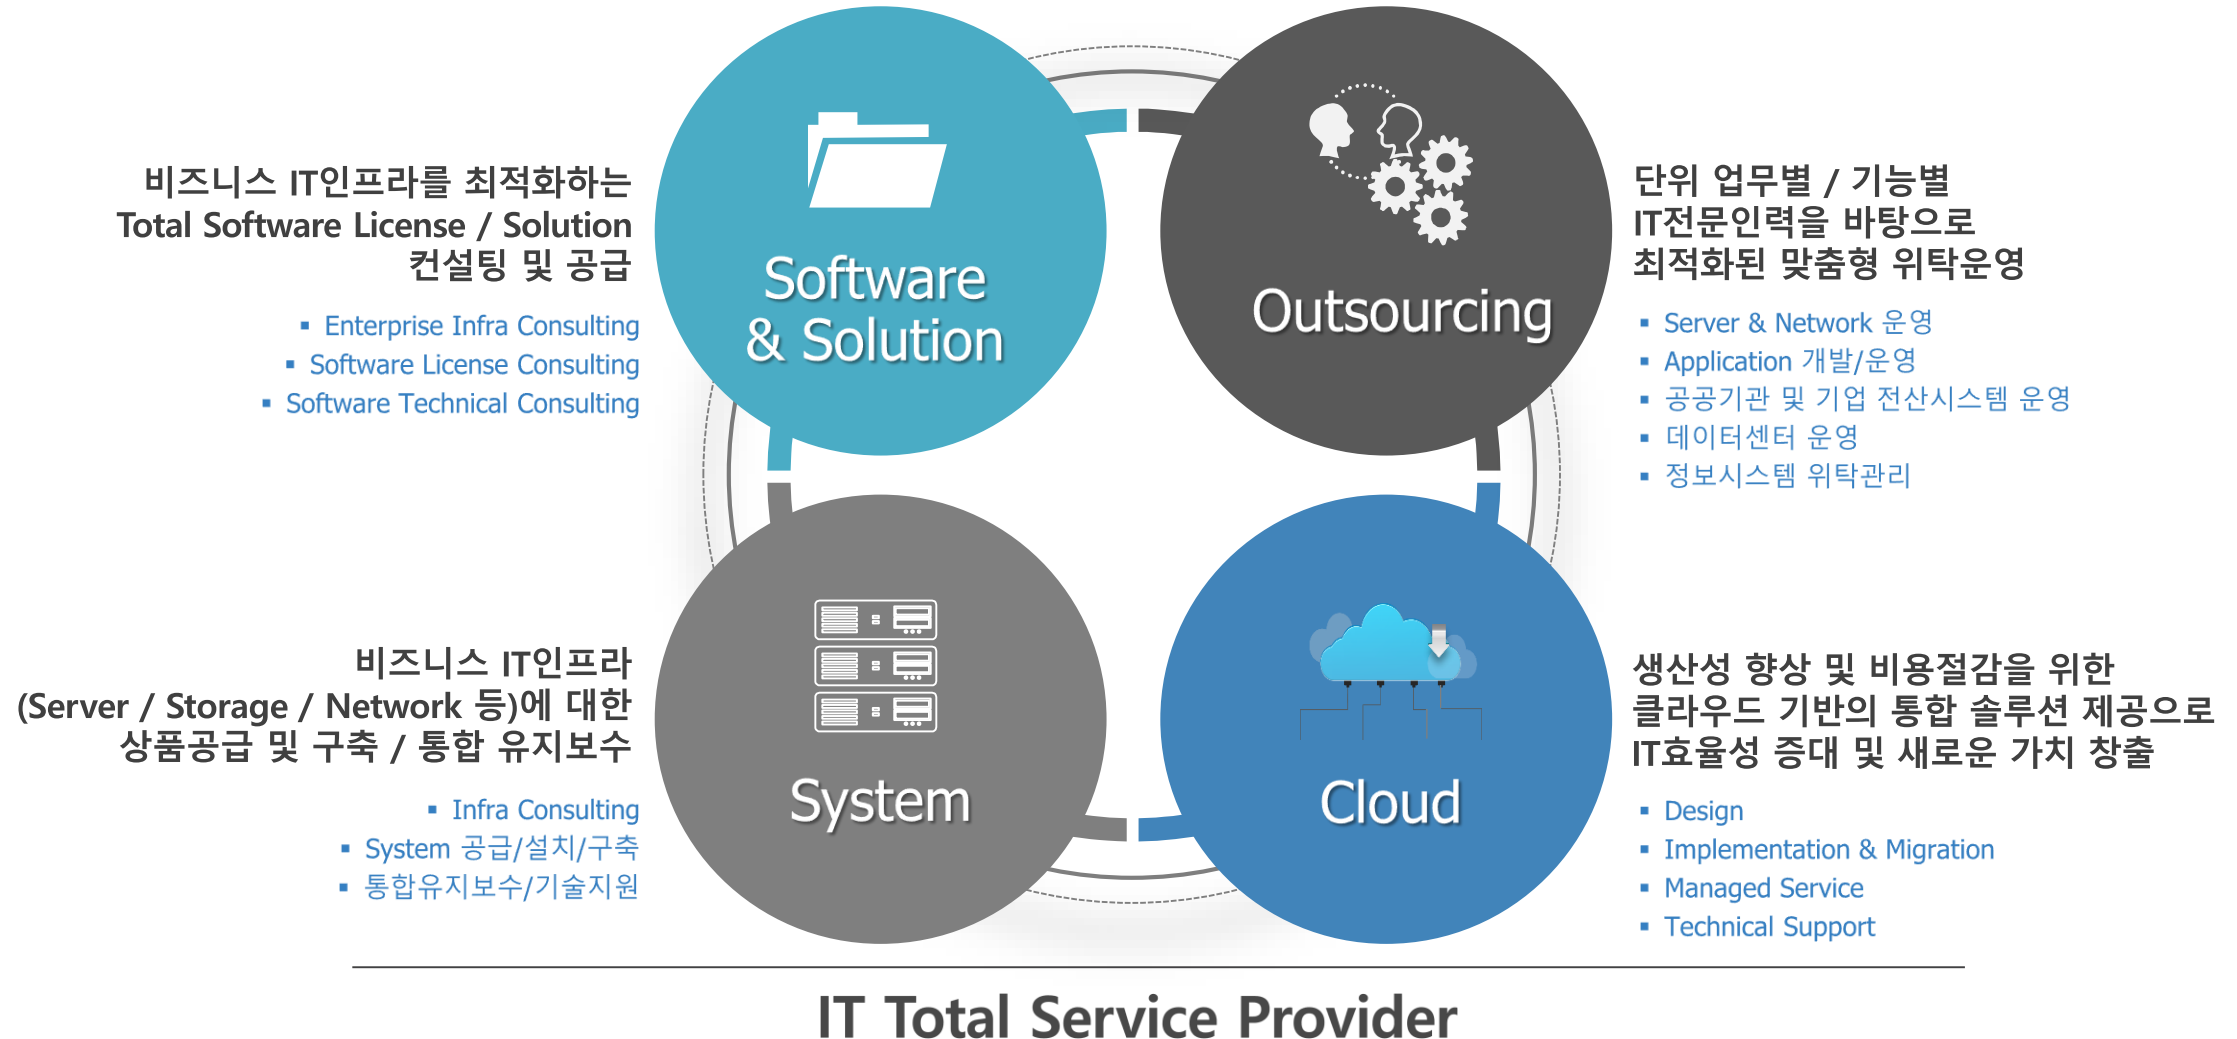 비즈니스 IT인프라를 최적화하는
Total Software License / Solution
컨설팅 및 공급
▪ Enterprise Infra Consulting
▪ Software License Consulting
▪ Software Technical Consulting
Software
& Solution
Outsourcing
단위 업무별 / 기능별
IT전문인력을 바탕으로
최적화된 맞춤형 위탁운영
▪ Server & Network 운영
▪ Application 개발/운영
▪ 공공기관 및 기업 전산시스템 운영
▪ 데이터센터 운영
▪ 정보시스템 위탁관리
비즈니스 IT인프라
(Server / Storage / Network 등)에 대한
상품공급 및 구축 / 통합 유지보수
▪ Infra Consulting
▪ System 공급/설치/구축
▪ 통합유지보수/기술지원
System
Cloud
생산성 향상 및 비용절감을 위한
클라우드 기반의 통합 솔루션 제공으로
IT효율성 증대 및 새로운 가치 창출
▪ Design
▪ Implementation & Migration
▪ Managed Service
▪ Technical Support
IT Total Service Provider